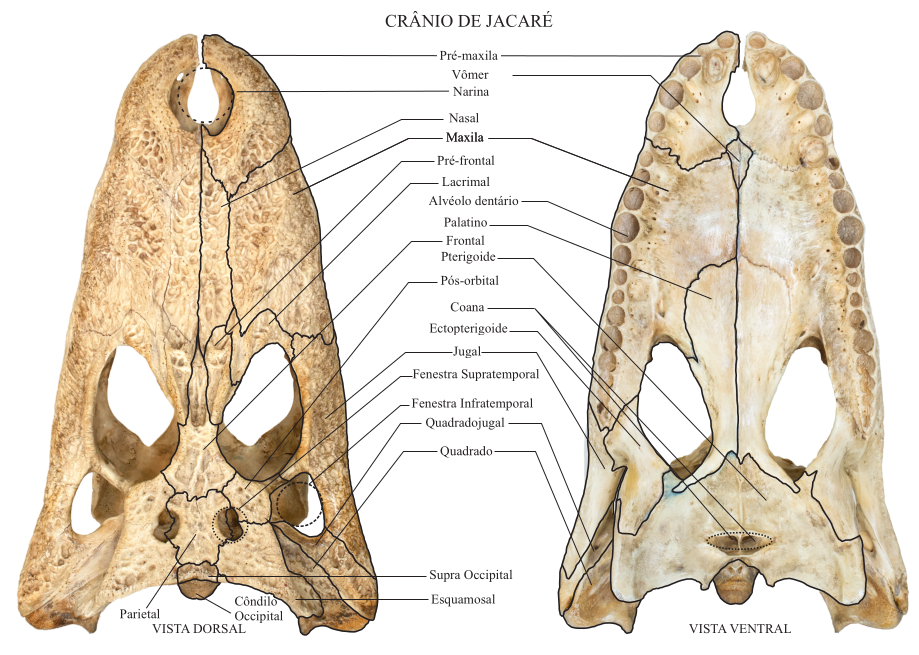 CRÂNIO DE JACARÉ
Pré-maxila
Vômer
Narina
Nasal
Maxila
Pré-frontal
Lacrimal
Alvéolo dentário
Palatino
Frontal
Pterigoide
Pós-orbital
Coana
Ectopterigoide
Jugal
Fenestra Supratemporal
Fenestra Infratemporal
Quadradojugal
Quadrado
Supra Occipital
Esquamosal
Côndilo
Occipital
Parietal
VISTA DORSAL
VISTA VENTRAL